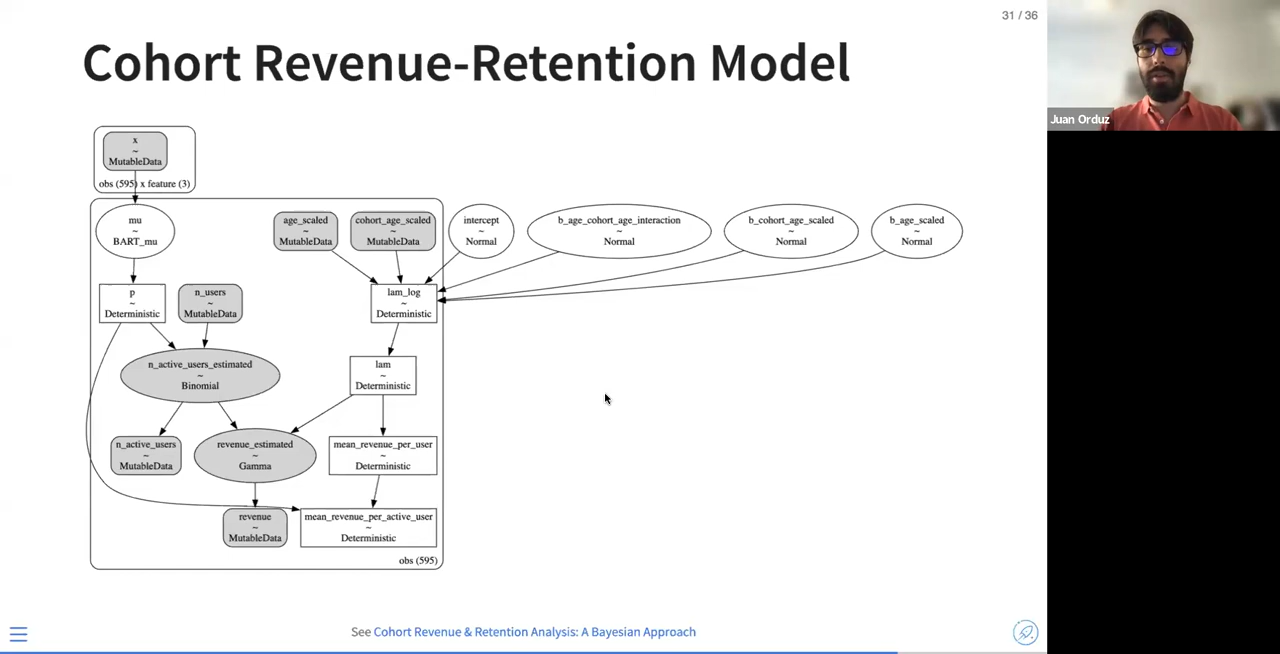 31 / 36
Cohort Revenue-Retention Model
Juan Orduz
x
~
MutableData
obs (595) x feature (3)
mu
~
BART_mu
age_scaled
~
MutableData
cohort_age_scaled
~
MutableData
intercept
~
Normal
b_age_cohort_age_interaction
~
Normal
b_cohort_age_scaled
~
Normal
b_age_scaled
~
Normal
p
~
Deterministic
n_users
~
MutableData
lam_log
~
Deterministic
n_active_users_estimated
~
Binomial
lam
~
Deterministic
n_active_users
~
MutableData
revenue_estimated
~
Gamma
mean_revenue_per_user
~
Deterministic
revenue
~
MutableData
mean_revenue_per_active_user
~
Deterministic
obs (595)
See Cohort Revenue & Retention Analysis: A Bayesian Approach